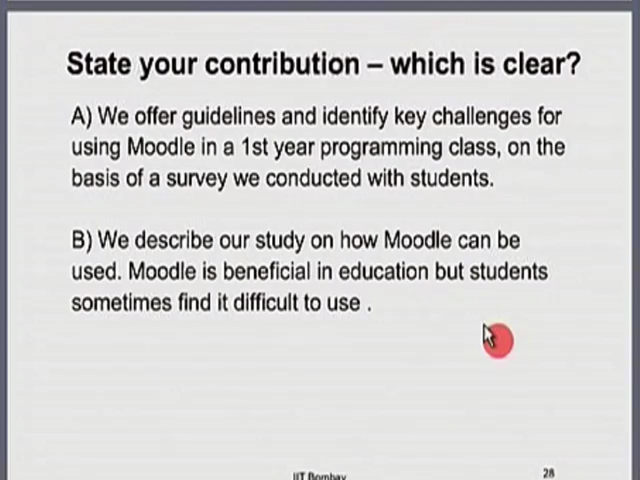 State your contribution – which is clear?
A) We offer guidelines and identify key challenges for
using Moodle in a 1st year programming class, on the
basis of a survey we conducted with students.
B) We describe our study on how Moodle can be
used. Moodle is beneficial in education but students
sometimes find it difficult to use .
IIT Bombay
28